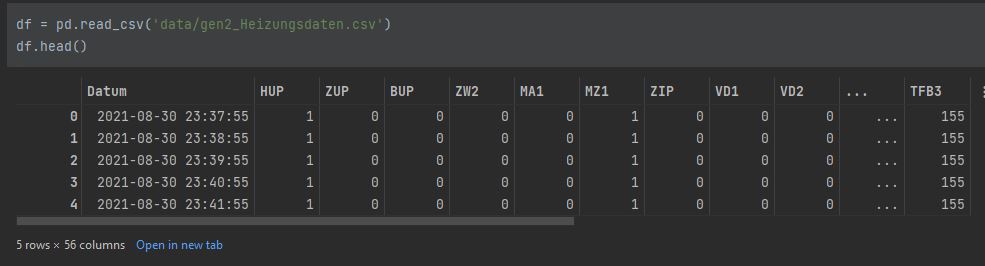 df = pd.read_csv('data/gen2_Heizungsdaten.csv')
df.head()
Datum HUP ZUP BUP ZW2 MA1 MZ1 ZIP VD1 VD2 ... TFB3
0 2021-08-30 23:37:55 1 0 0 0 0 1 0 0 0 ... 155
1 2021-08-30 23:38:55 1 0 0 0 0 1 0 0 0 ... 155
2 2021-08-30 23:39:55 1 0 0 0 0 1 0 0 0 ... 155
3 2021-08-30 23:40:55 1 0 0 0 0 1 0 0 0 ... 155
4 2021-08-30 23:41:55 1 0 0 0 0 1 0 0 0 ... 155
5 rows × 56 columns Open in new tab